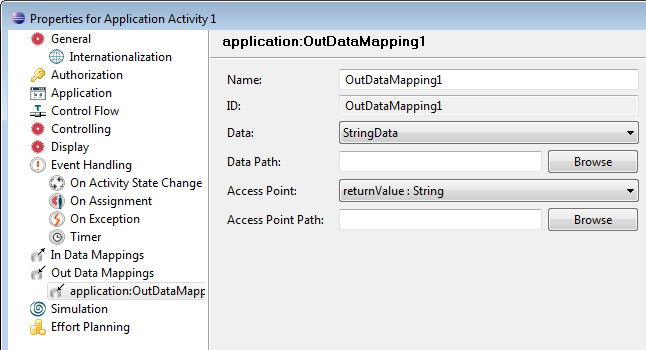 Properties for Application Activity 1
General
Internationalization
Authorization
Application
Control Flow
Controlling
Display
Event Handling
On Activity State Change
On Assignment
On Exception
Timer
In Data Mappings
Out Data Mappings
application:OutDataMapp
Simulation
Effort Planning
application:OutDataMapping1
Name: OutDataMapping1
ID: OutDataMapping1
Data: StringData
Data Path: Browse
Access Point: returnValue : String
Access Point Path: Browse